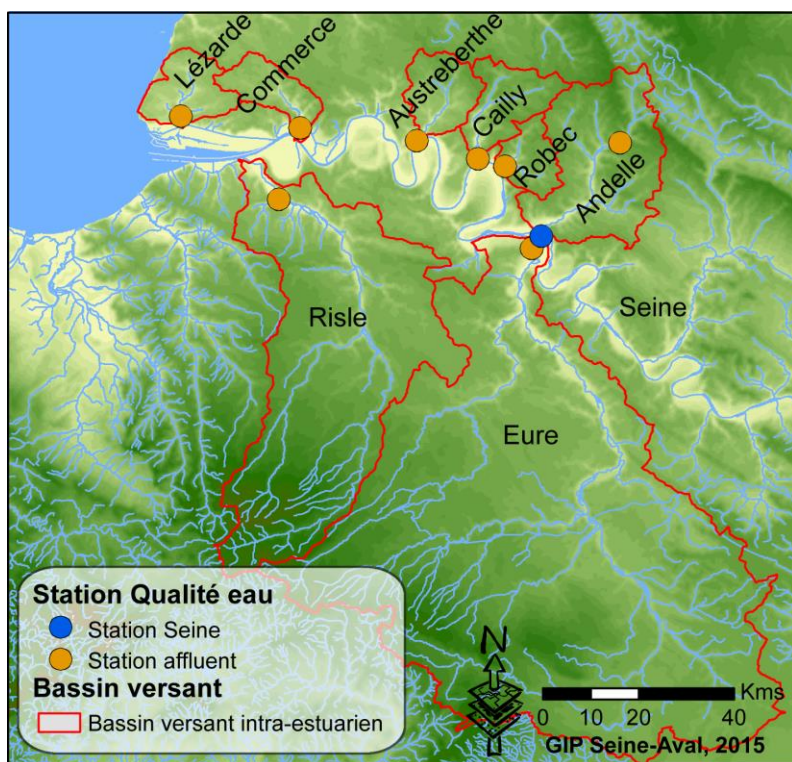 Lézarde
Commerce
Austreberthe
Cailly
Robec
Andelle
Seine
Risle
Eure
Station Qualité eau
Station Seine
Station affluent
Bassin versant
Bassin versant intra-estuarien
N
Kms
0 10 20 40
GIP Seine-Aval, 2015